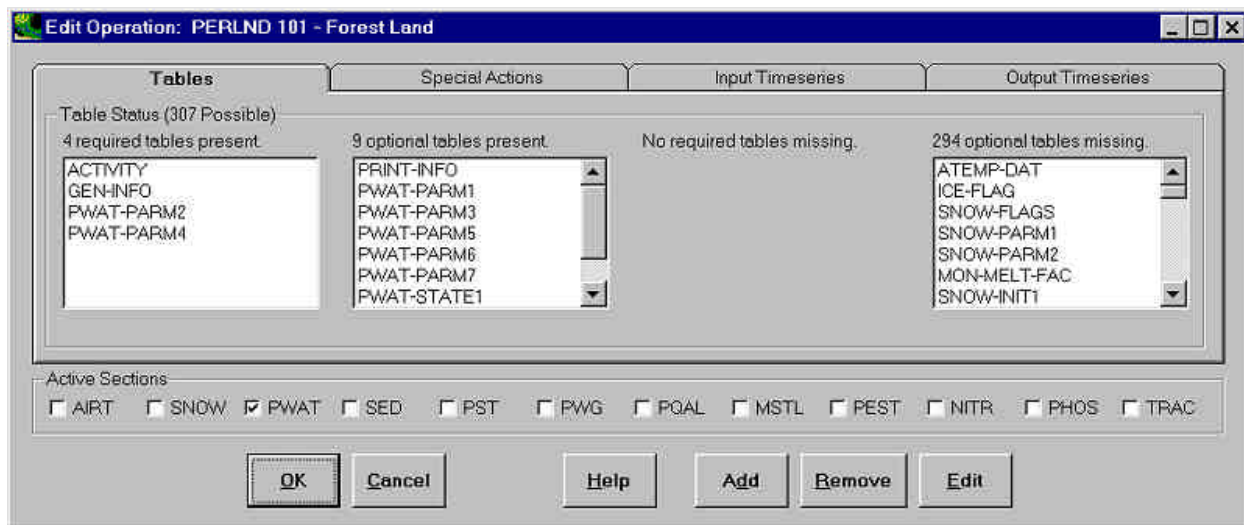 Edit Operation: PERLND 101 - Forest Land
Tables Special Actions Input Timeseries Output Timeseries
Table Status (307 Possible)
4 required tables present. 9 optional tables present. No required tables missing. 294 optional tables missing.
ACTIVITY PRINT-INFO ATEMP-DAT
GEN-INFO PWAT-PARM1 ICE-FLAG
PWAT-PARM2 PWAT-PARM3 SNOW-FLAGS
PWAT-PARM4 PWAT-PARM5 SNOW-PARM1
PWAT-PARM6 SNOW-PARM2
PWAT-PARM7 MON-MELT-FAC
PWAT-STATE1 SNOW-INIT1
Active Sections
AIRT SNOW PWAT SED PST PWG PQAL MSTL PEST NITR PHOS TRAC
OK Cancel Help Add Remove Edit